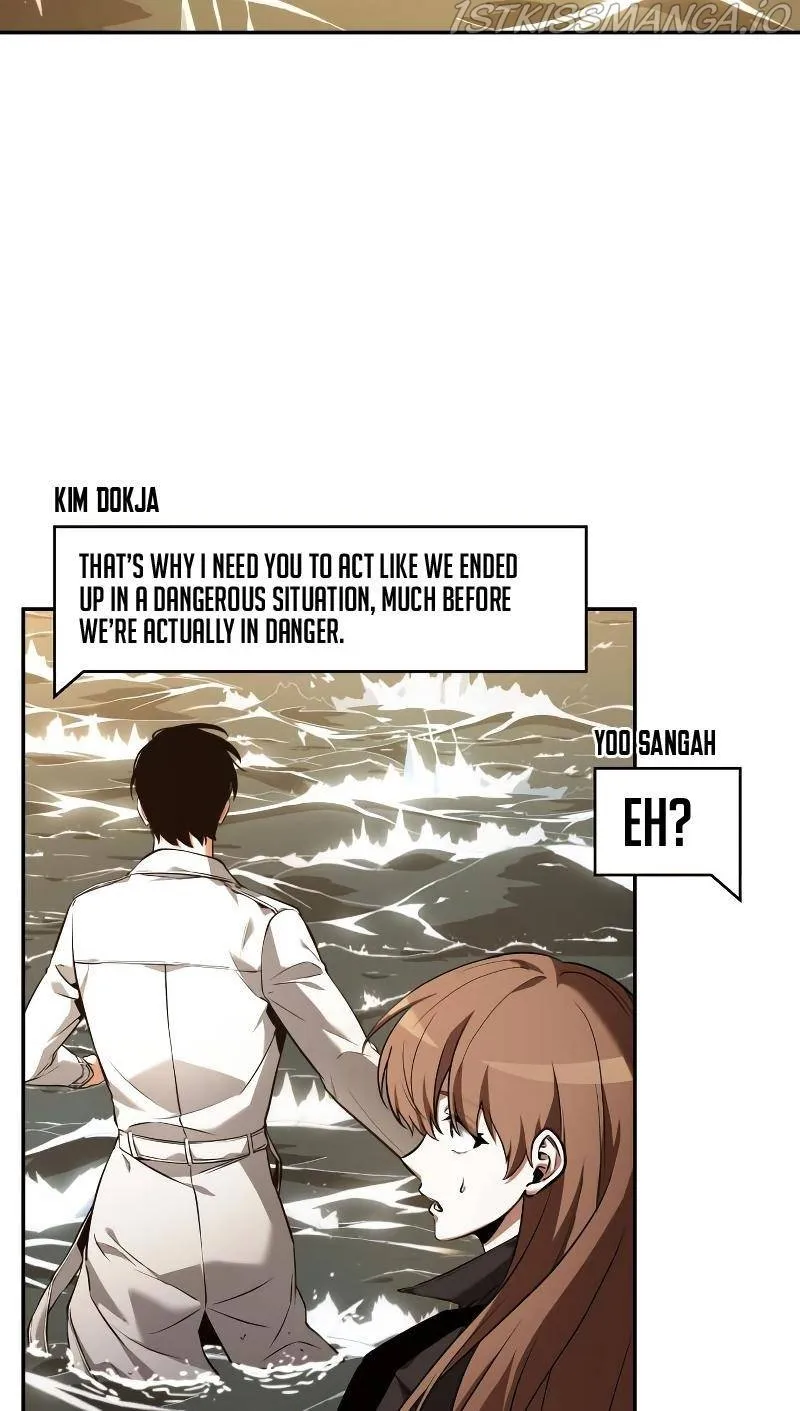 1STKISSMANGA.IO
KIM DOKJA
THAT'S WHY I NEED YOU TO ACT LIKE WE ENDED
UP IN A DANGEROUS SITUATION, MUCH BEFORE
WE'RE ACTUALLY IN DANGER.
YOO SANGAH
EH?